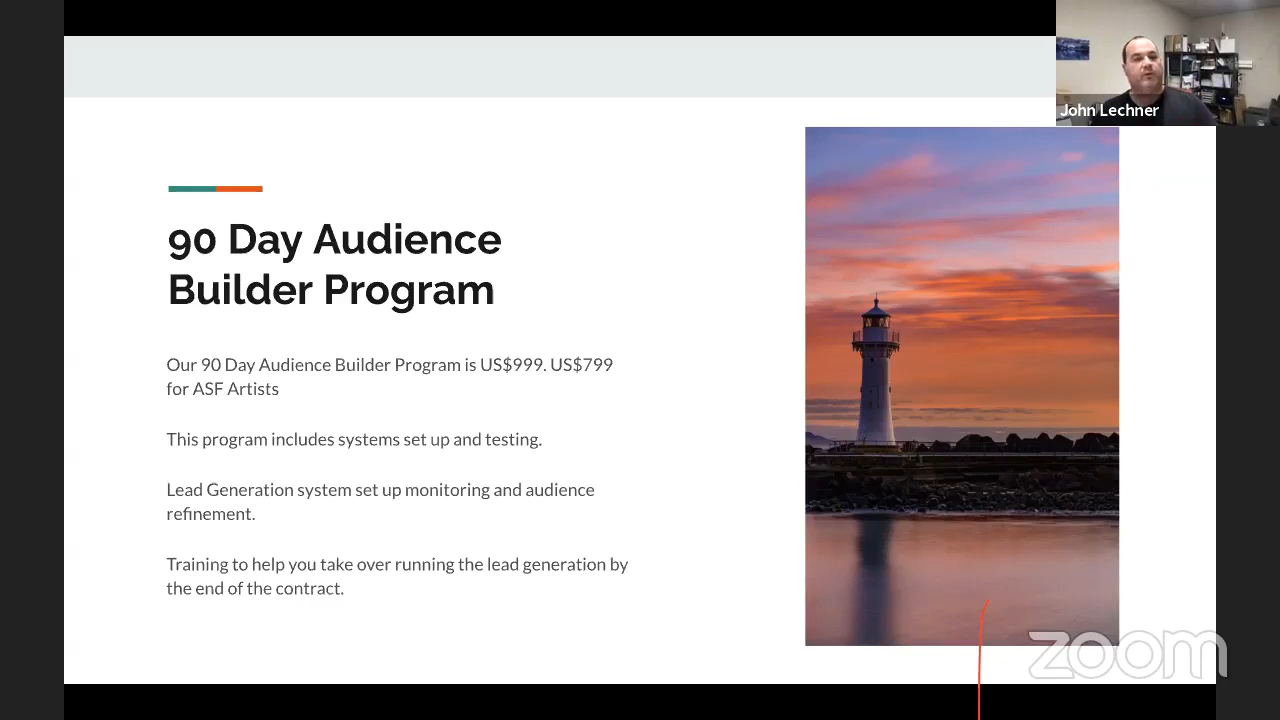 John Lechner
90 Day Audience
Builder Program
Our 90 Day Audience Builder Program is US$999. US$799
for ASF Artists
This program includes systems set up and testing.
Lead Generation system set up monitoring and audience
refinement.
Training to help you take over running the lead generation by
the end of the contract.
zoom